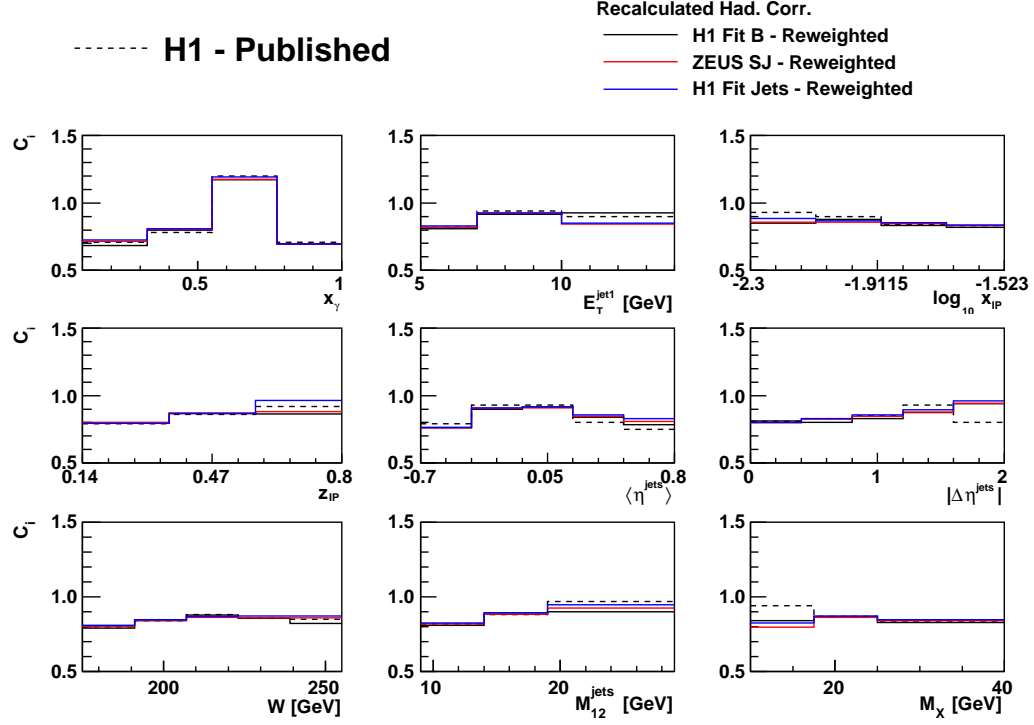 Recalculated Had. Corr.
H1 - Published
H1 Fit B - Reweighted
ZEUS SJ - Reweighted
H1 Fit Jets - Reweighted
C_i 1.5 1.0 0.5
0.5 1
x_γ
1.5 1.0 0.5
5 10
E_T^jet1 [GeV]
1.5 1.0 0.5
-2.3 -1.9115 -1.523
log_10 x_IP
C_i 1.5 1.0 0.5
0.14 0.47 0.8
z_IP
1.5 1.0 0.5
-0.7 0.05 0.8
⟨η^jets⟩
1.5 1.0 0.5
0 1 2
|Δη^jets|
C_i 1.5 1.0 0.5
200 250
W [GeV]
1.5 1.0 0.5
10 20
M_12^jets [GeV]
1.5 1.0 0.5
20 40
M_X [GeV]